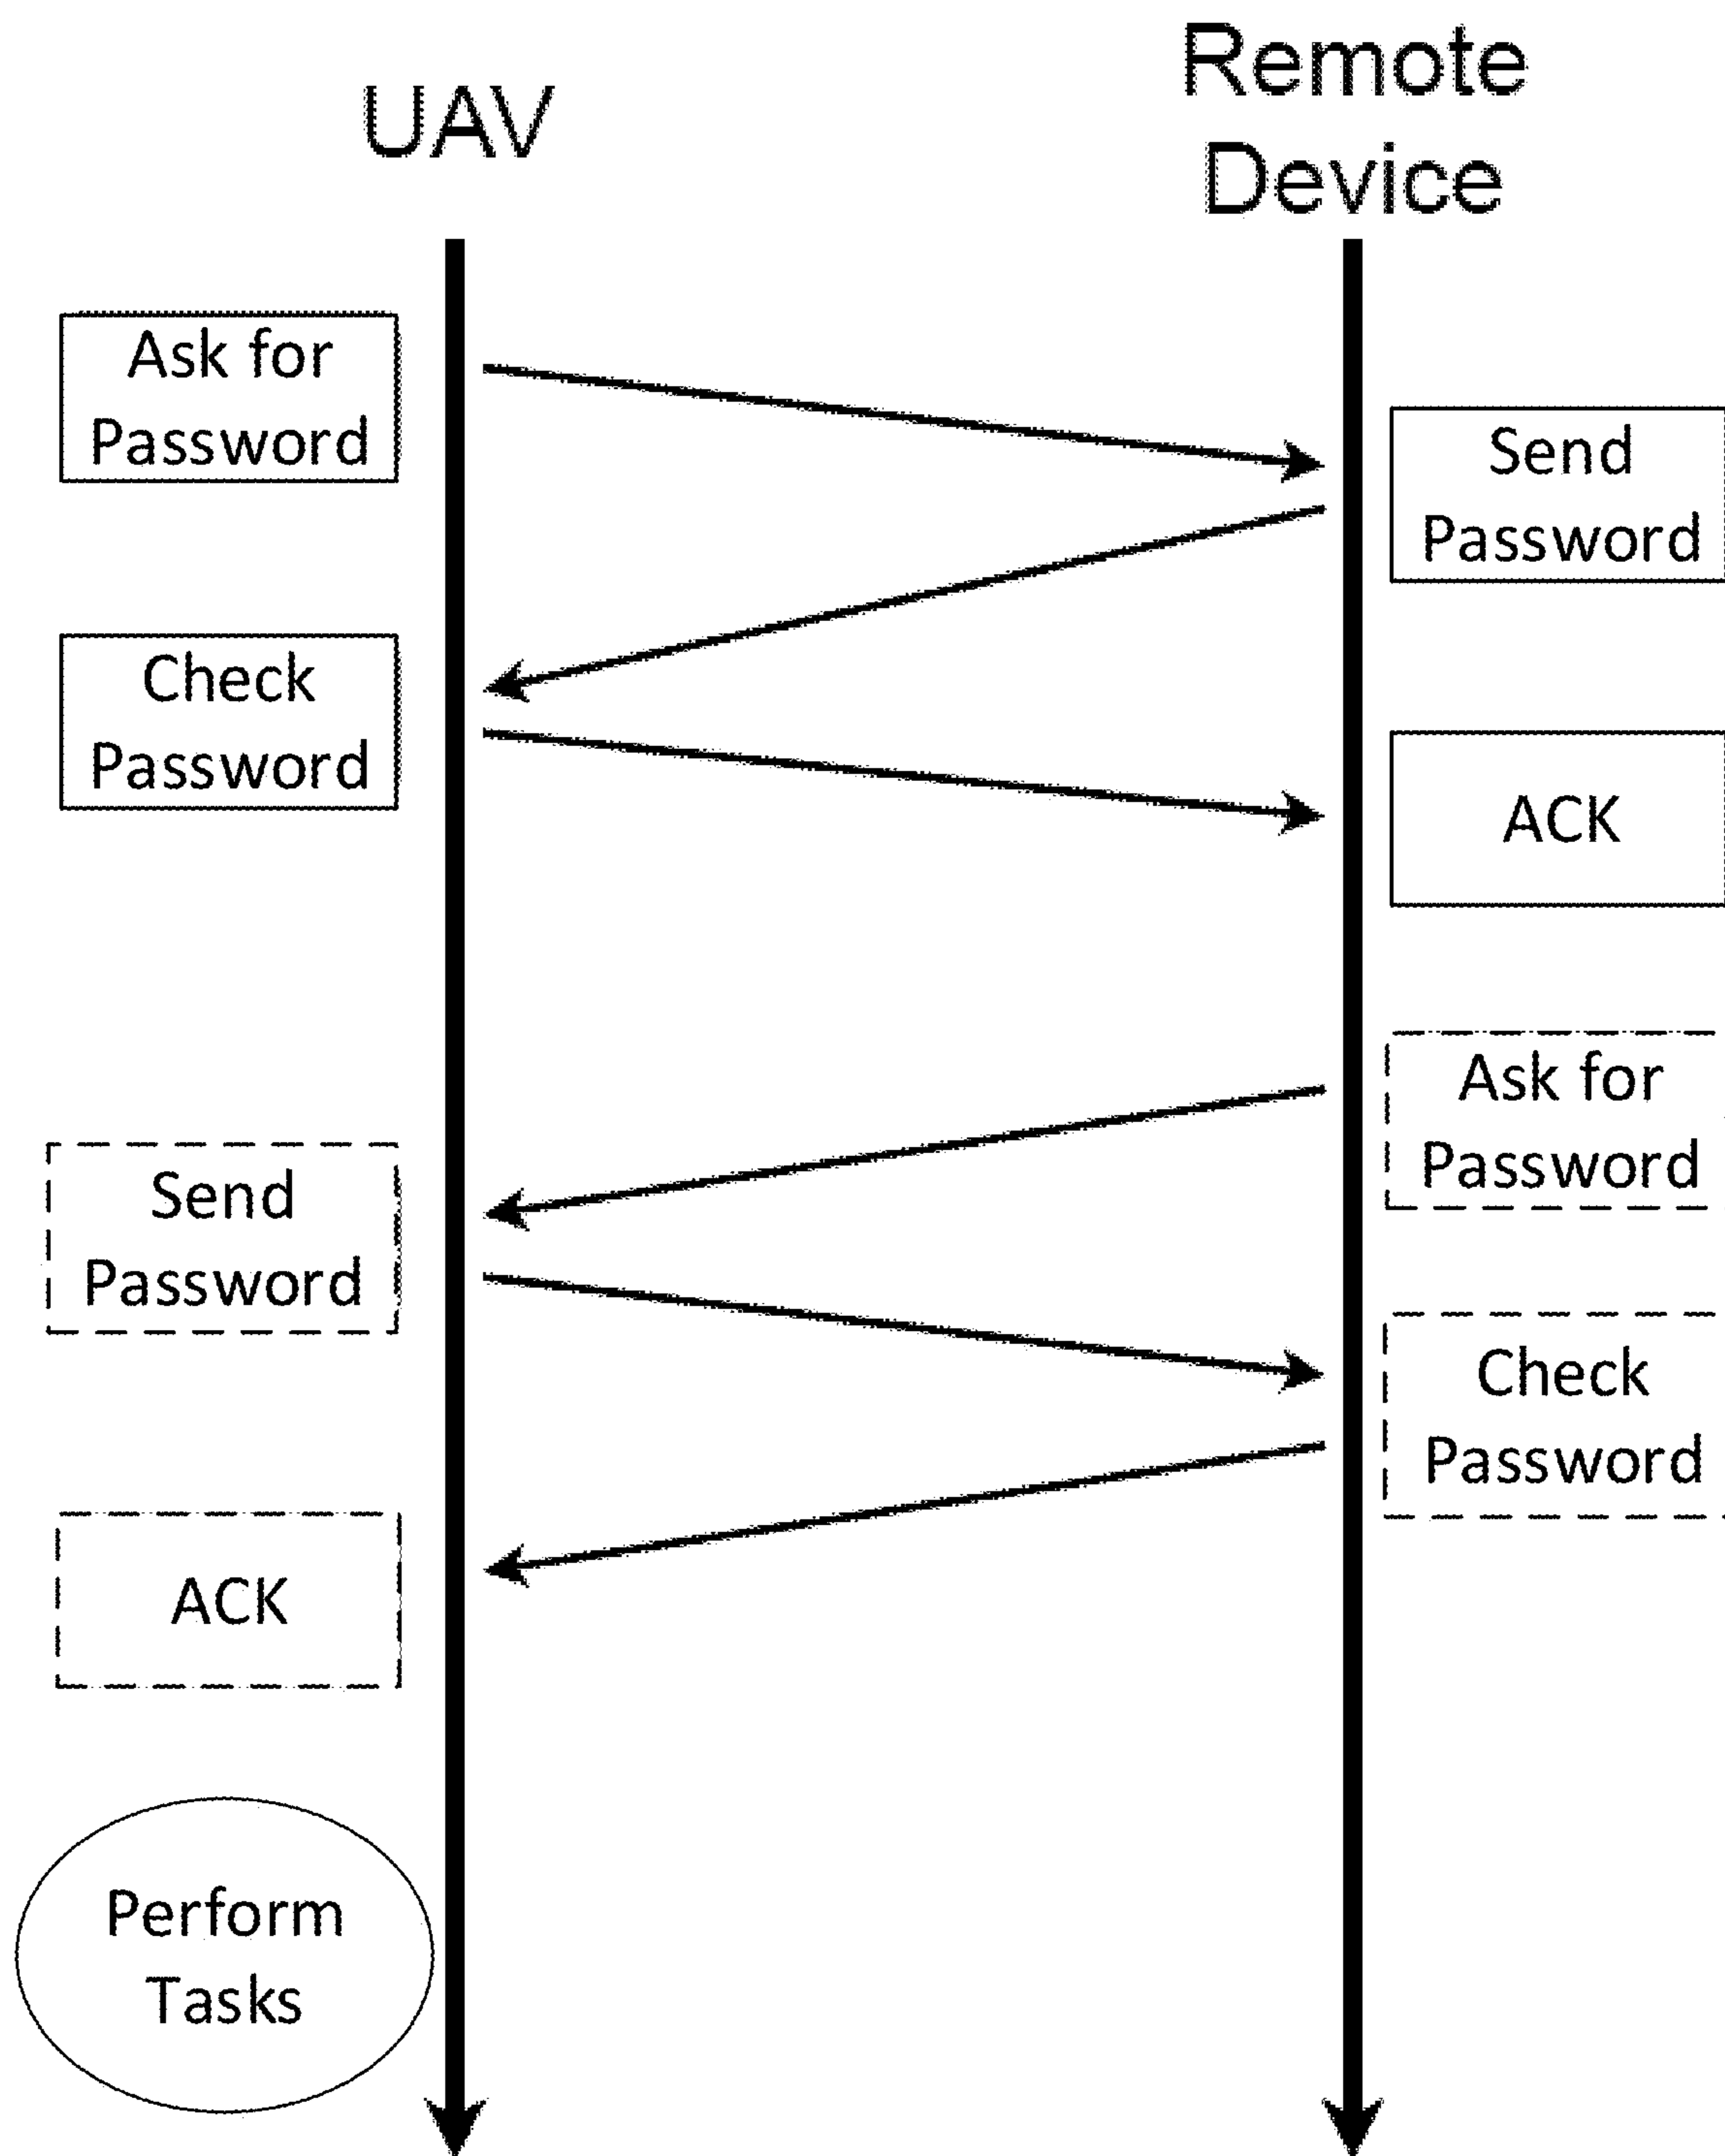 UAV
Remote
Device
Ask for
Password
Send
Password
Check
Password
ACK
Ask for
Password
Send
Password
Check
Password
ACK
Perform
Tasks